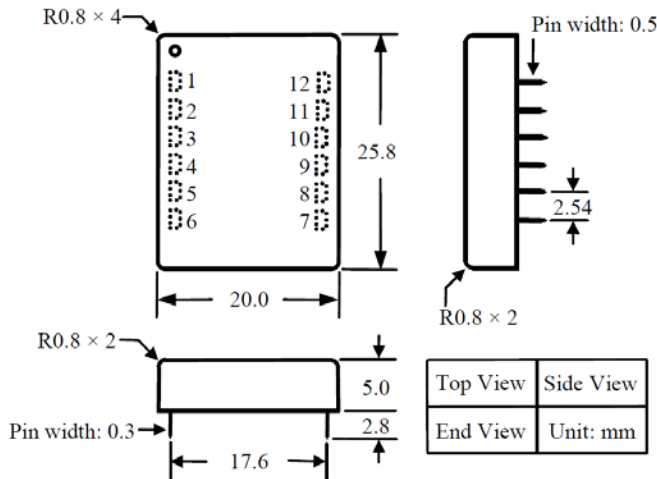 R0.8 × 4
Pin width: 0.5
1 12
2 11
3 10
4 9
5 8
6 7
25.8
2.54
20.0
R0.8 × 2
R0.8 × 2
5.0
Pin width: 0.3
2.8
17.6
Top View Side View
End View Unit: mm